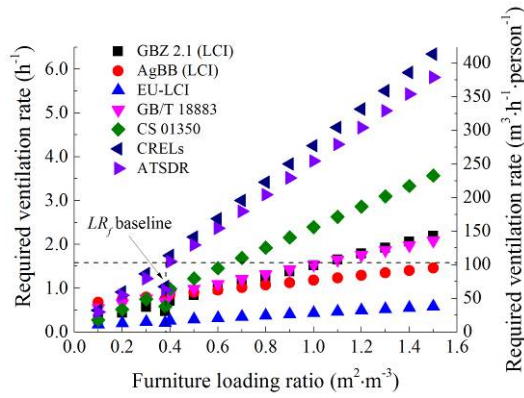 Required ventilation rate (h⁻¹)
6.0
5.0
4.0
3.0
2.0
1.0
0.0
GBZ 2.1 (LCI)
AgBB (LCI)
EU-LCI
GB/T 18883
CS 01350
CRELs
ATSDR
LR_f baseline
400
350
300
250
200
150
100
50
0
Required ventilation rate (m³·h⁻¹·person⁻¹)
0.0 0.2 0.4 0.6 0.8 1.0 1.2 1.4 1.6
Furniture loading ratio (m²·m⁻³)